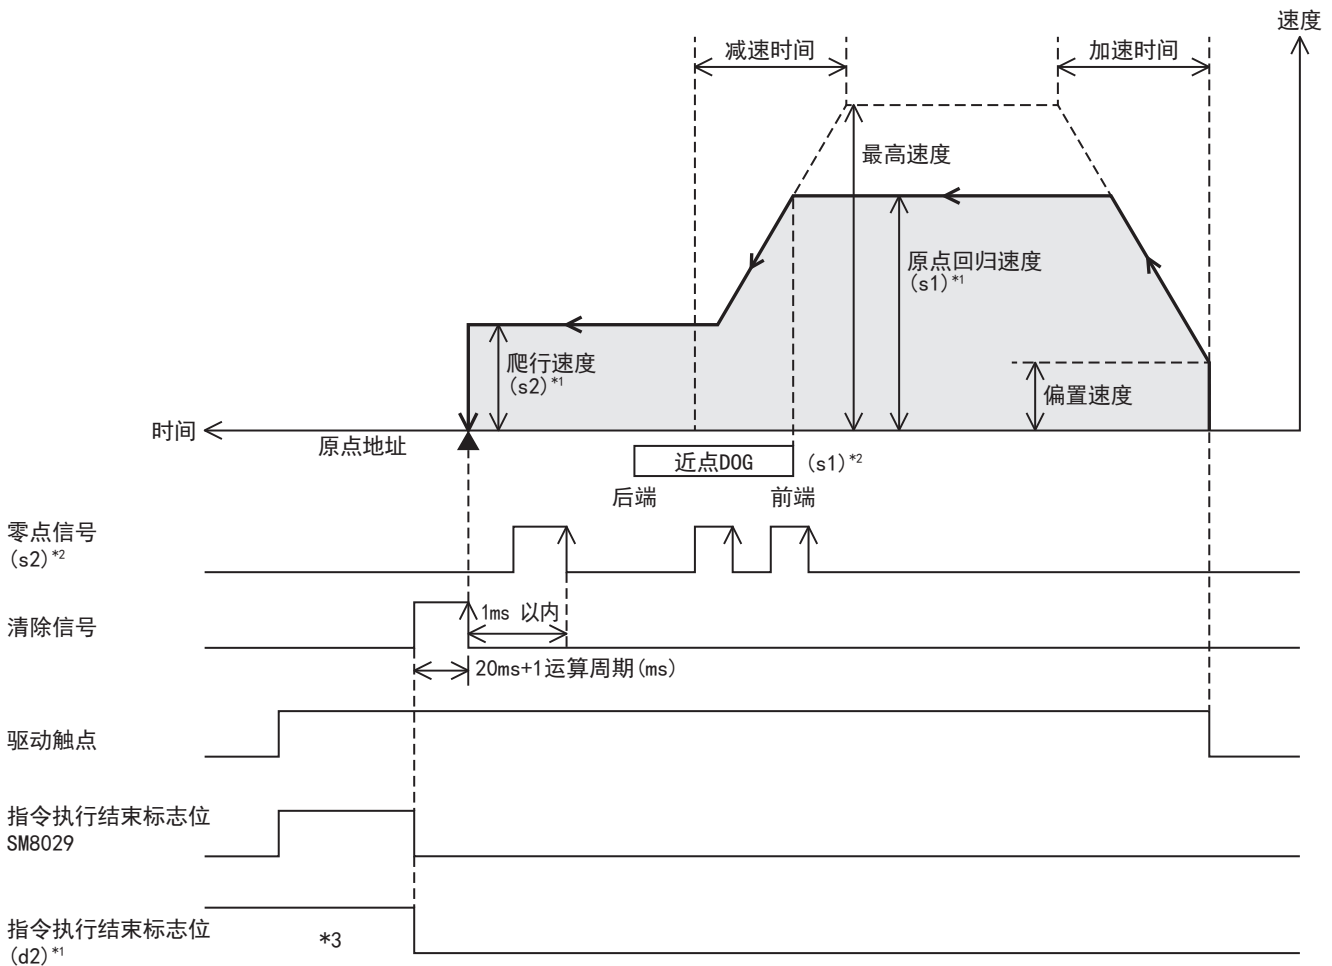 速度
减速时间
加速时间
最高速度
原点回归速度
(s1)*1
爬行速度
(s2)*1
偏置速度
时间
原点地址
近点DOG
(s1)*2
后端
前端
零点信号
(s2)*2
清除信号
1ms 以内
20ms+1运算周期(ms)
驱动触点
指令执行结束标志位
SM8029
指令执行结束标志位
(d2)*1
*3